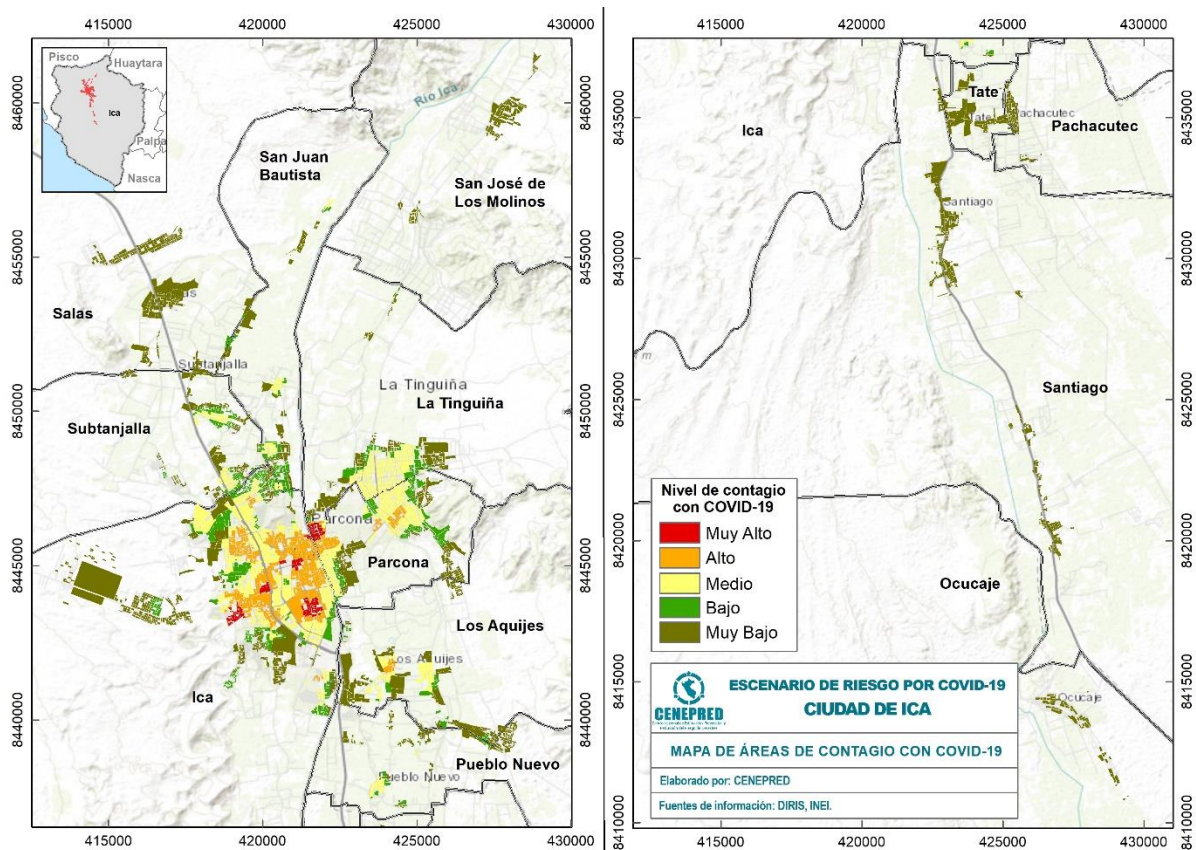 415000
420000
425000
430000
Pisco
Huaytara
Ica
Palpa
Nasca
8460000
8455000
8450000
8445000
8440000
Río Ica
San Juan
Bautista
San José de
Los Molinos
Salas
Subtanjalla
La Tinguiña
La Tinguiña
Subtanjalla
Parcona
Parcona
Los Aquijes
Los Aquijes
Ica
Pueblo Nuevo
Pueblo Nuevo
8460000
8455000
8450000
8445000
8440000
415000
420000
425000
430000
420000
425000
430000
8435000
8430000
8425000
8420000
8415000
8410000
Tate
Tate
Pachacutec
Pachacutec
Ica
Santiago
Santiago
Ocucaje
Ocucaje
Nivel de contagio
con COVID-19
Muy Alto
Alto
Medio
Bajo
Muy Bajo
CENEPRED
ESCENARIO DE RIESGO POR COVID-19
CIUDAD DE ICA
MAPA DE ÁREAS DE CONTAGIO CON COVID-19
Elaborado por: CENEPRED
Fuentes de información: DIRIS, INEI.
8435000
8430000
8425000
8420000
8415000
8410000
415000
420000
425000
430000